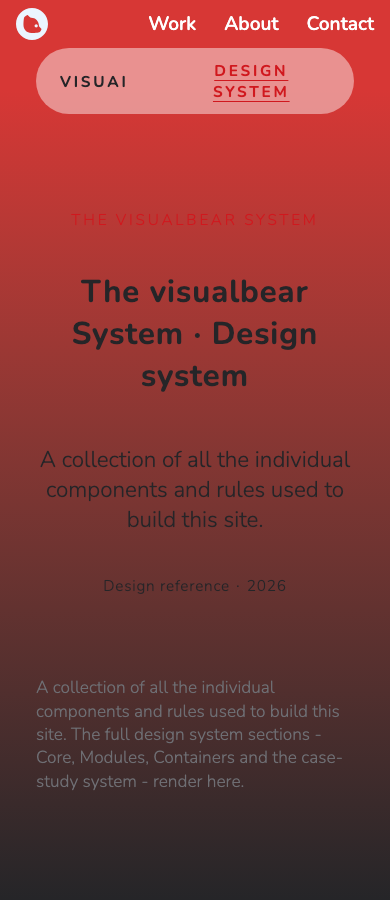 Work About Contact
VISUAI
DESIGN
SYSTEM
THE VISUALBEAR SYSTEM
The visualbear
System · Design
system
A collection of all the individual
components and rules used to
build this site.
Design reference · 2026
A collection of all the individual
components and rules used to build this
site. The full design system sections -
Core, Modules, Containers and the case-
study system - render here.